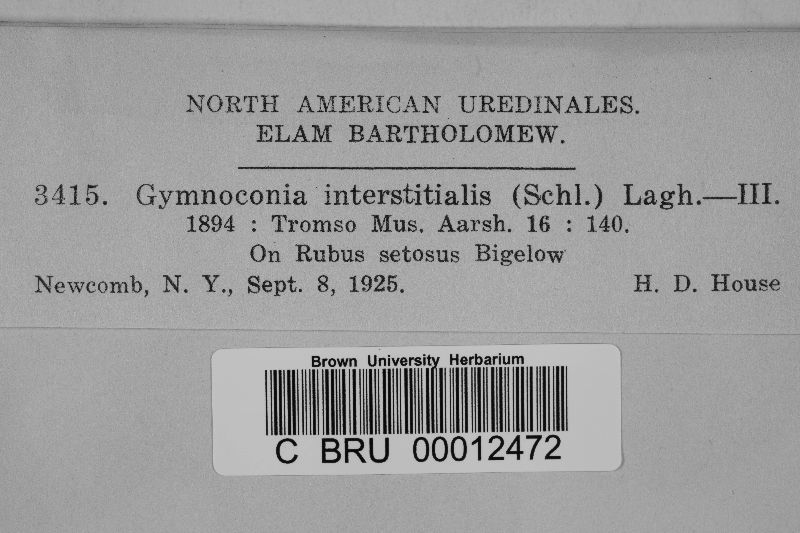 NORTH AMERICAN UREDINALES.
ELAM BARTHOLOMEW.
3415. Gymnoconia interstitialis (Schl.) Lagh.—III.
1894 : Tromso Mus. Aarsh. 16 : 140.
On Rubus setosus Bigelow
Newcomb, N. Y., Sept. 8, 1925. H. D. House
Brown University Herbarium
C BRU 00012472